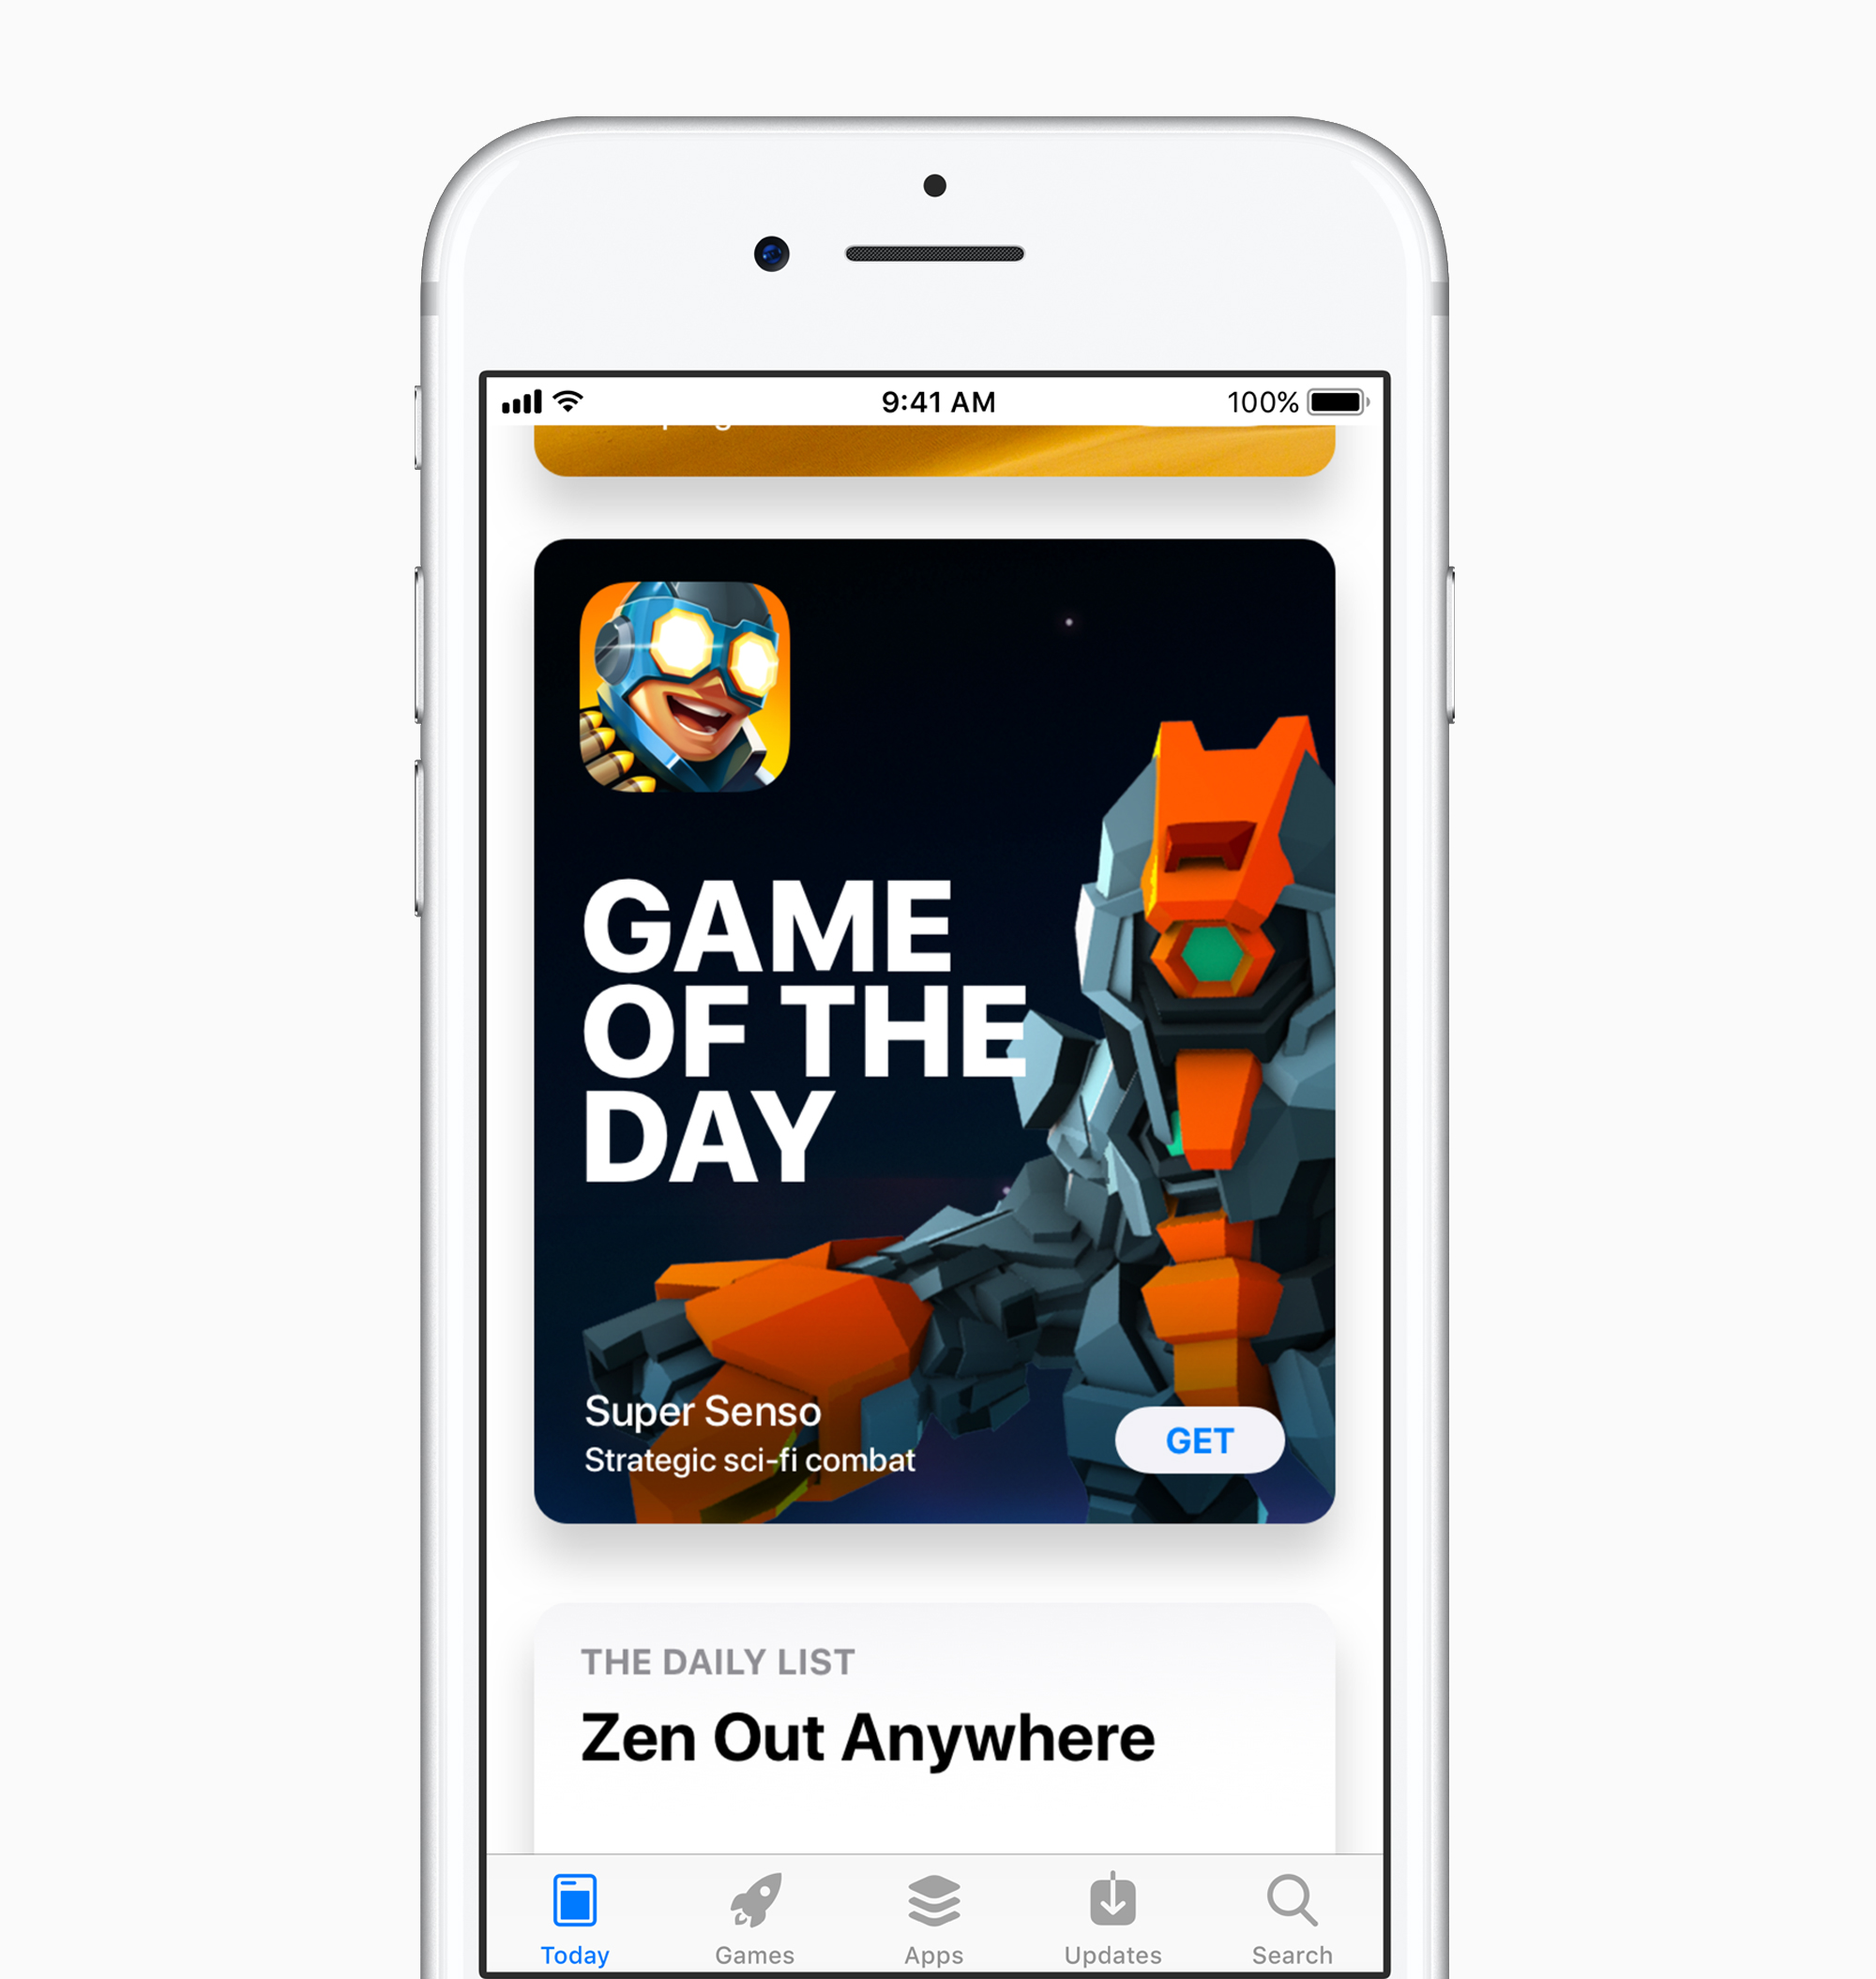 9:41 AM 100%
GAME
OF THE
DAY
Super Senso
Strategic sci-fi combat
GET
THE DAILY LIST
Zen Out Anywhere
Today Games Apps Updates Search